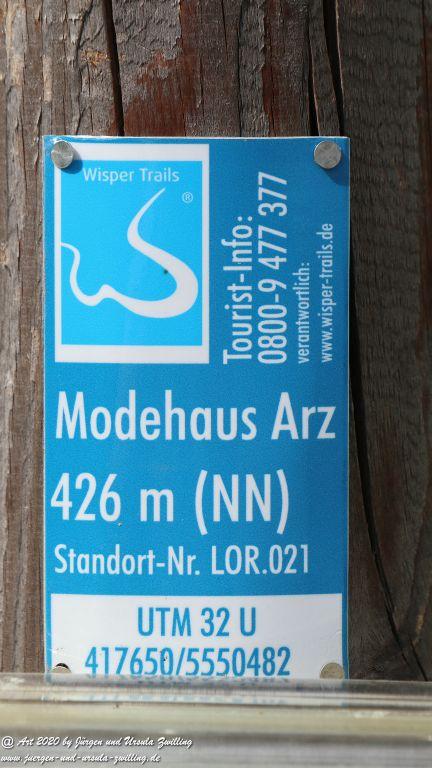 Wisper Trails
®
Tourist-Info:
0800-9 477 377
verantwortlich:
www.wisper-trails.de
Modehaus Arz
426 m (NN)
Standort-Nr. LOR.021
UTM 32 U
417650/5550482
@ Art 2020 by Jürgen und Ursula Zwilling
www.juergen-und-ursula-zwilling.de